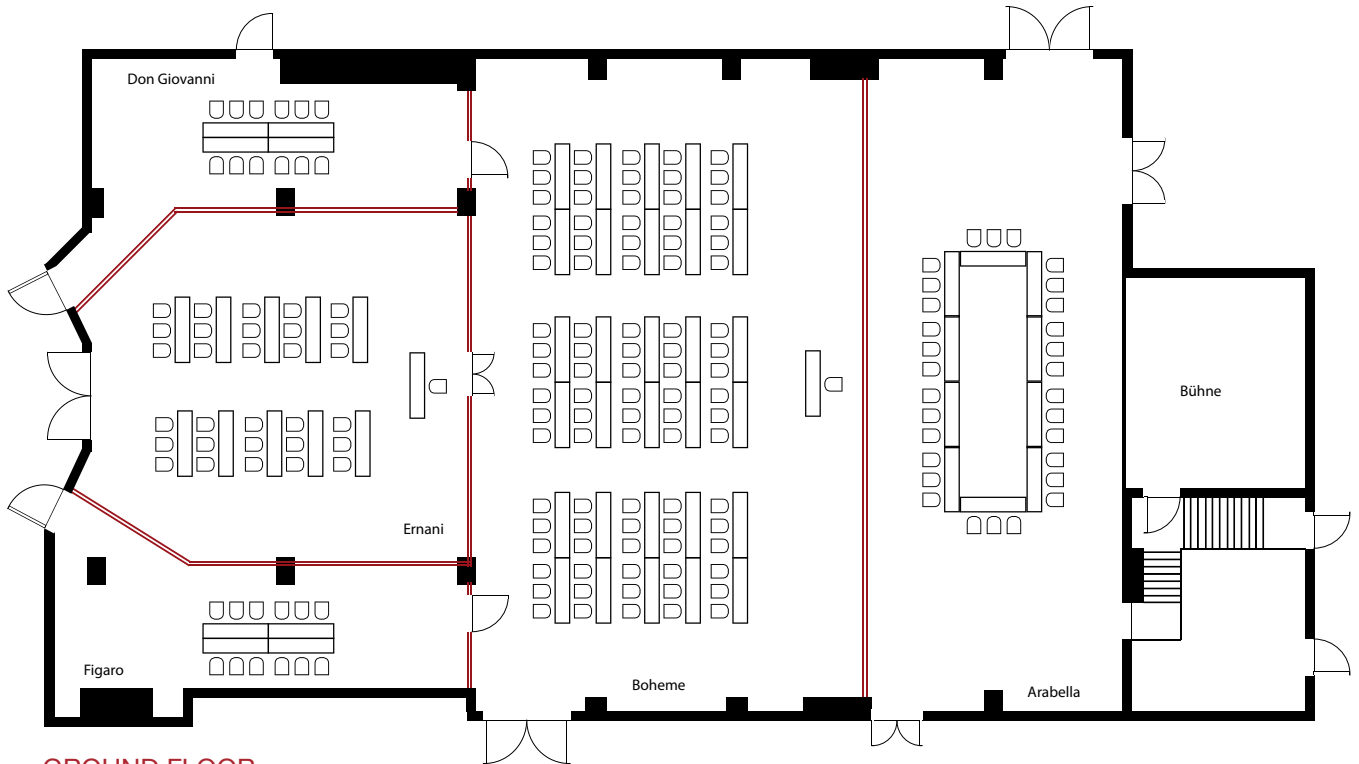 Don Giovanni
Bühne
Ernani
Figaro
Boheme
Arabella
GROUND FLOOR